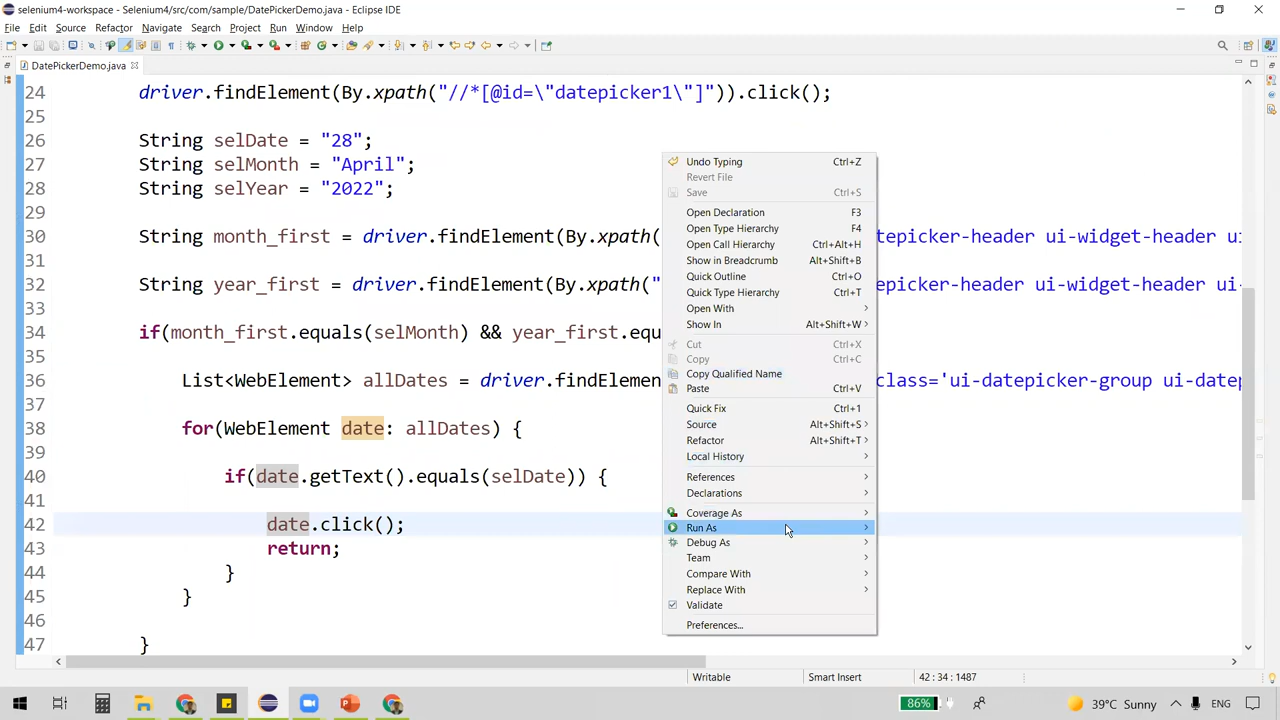 selenium4-workspace - Selenium4/src/com/sample/DatePickerDemo.java - Eclipse IDE
File Edit Source Refactor Navigate Search Project Run Window Help
DatePickerDemo.java
24 driver.findElement(By.xpath("//*[@id=\"datepicker1\"]")).click();
25
26 String selDate = "28";
27 String selMonth = "April";
28 String selYear = "2022";
29
30 String month_first = driver.findElement(By.xpath( tepicker-header ui-widget-header ui
31
32 String year_first = driver.findElement(By.xpath(" epicker-header ui-widget-header ui-
33
34 if(month_first.equals(selMonth) && year_first.equ
35
36 List<WebElement> allDates = driver.findElemen class='ui-datepicker-group ui-datep
37
38 for(WebElement date: allDates) {
39
40 if(date.getText().equals(selDate)) {
41
42 date.click();
43 return;
44 }
45 }
46
47 }
Undo Typing Ctrl+Z
Revert File
Save Ctrl+S
Open Declaration F3
Open Type Hierarchy F4
Open Call Hierarchy Ctrl+Alt+H
Show in Breadcrumb Alt+Shift+B
Quick Outline Ctrl+O
Quick Type Hierarchy Ctrl+T
Open With
Show In Alt+Shift+W
Cut Ctrl+X
Copy Ctrl+C
Copy Qualified Name
Paste Ctrl+V
Quick Fix Ctrl+1
Source Alt+Shift+S
Refactor Alt+Shift+T
Local History
References
Declarations
Coverage As
Run As
Debug As
Team
Compare With
Replace With
Validate
Preferences...
Writable Smart Insert 42 : 34 : 1487
86% 39°C Sunny ENG